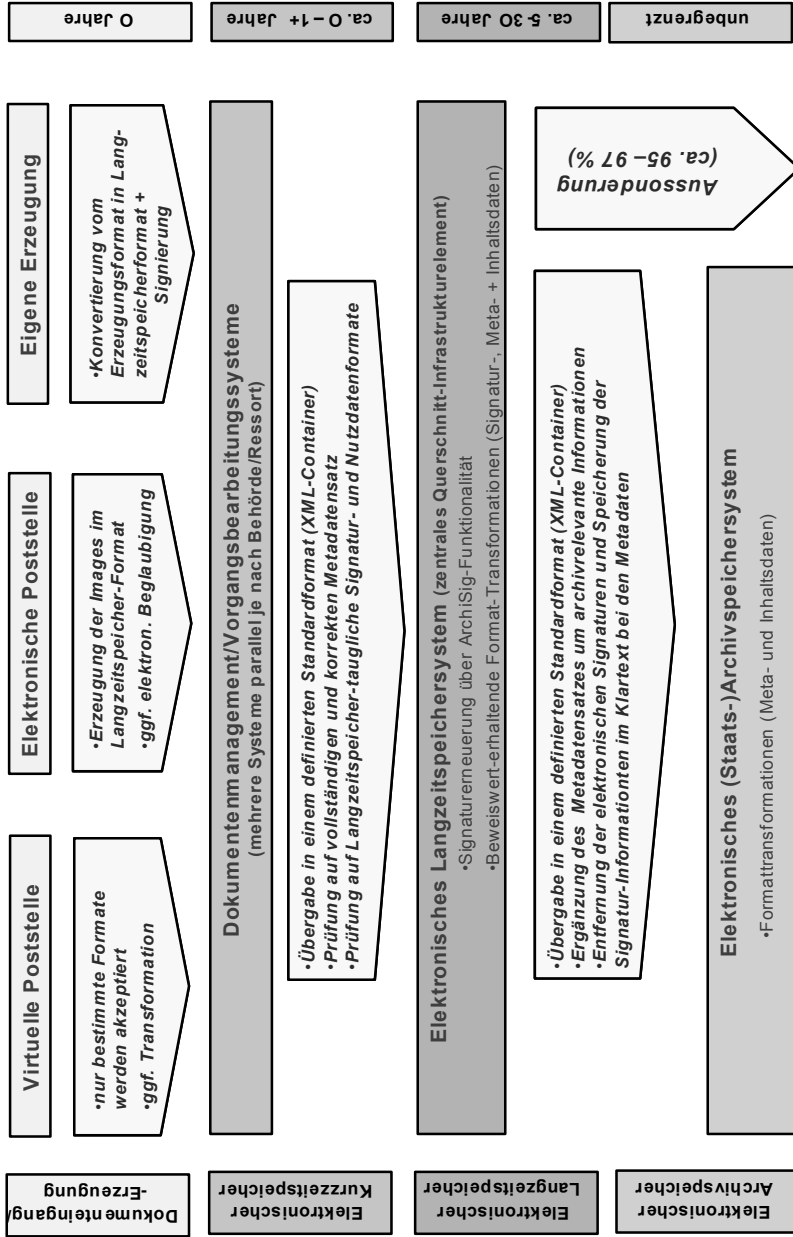 Dokumenteingang/
-Erzeugung
Virtuelle Poststelle
Elektronische Poststelle
Eigene Erzeugung
0 Jahre
•nur bestimmte Formate
werden akzeptiert
•ggf. Transformation
•Erzeugung der Images im
Langzeitspeicher-Format
•ggf. elektron. Beglaubigung
•Konvertierung vom
Erzeugungsformat in Lang-
zeitspeicherformat +
Signierung
Elektronischer
Kurzzeitspeicher
Dokumentenmanagement/Vorgangsbearbeitungssysteme
(mehrere Systeme parallel je nach Behörde/Ressort)
ca. 0 – 1+ Jahre
•Übergabe in einem definierten Standardformat (XML-Container)
•Prüfung auf vollständigen und korrekten Metadatensatz
•Prüfung auf Langzeitspeicher-taugliche Signatur- und Nutzdatenformate
Elektronischer
Langzeitspeicher
Elektronisches Langzeitspeichersystem (zentrales Querschnitt-Infrastrukturelement)
•Signaturerneuerung über ArchiSig-Funktionalität
•Beweiswert-erhaltende Format-Transformationen (Signatur-, Meta- + Inhaltsdaten)
ca. 5-30 Jahre
•Übergabe in einem definierten Standardformat (XML-Container)
•Ergänzung des Metadatensatzes um archivrelevante Informationen
•Entfernung der elektronischen Signaturen und Speicherung der
Signatur-Informationten im Klartext bei den Metadaten
Aussonderung
(ca. 95 – 97 %)
Elektronischer
Archivspeicher
Elektronisches (Staats-)Archivspeichersystem
•Formattransformationen (Meta- und Inhaltsdaten)
unbegrenzt